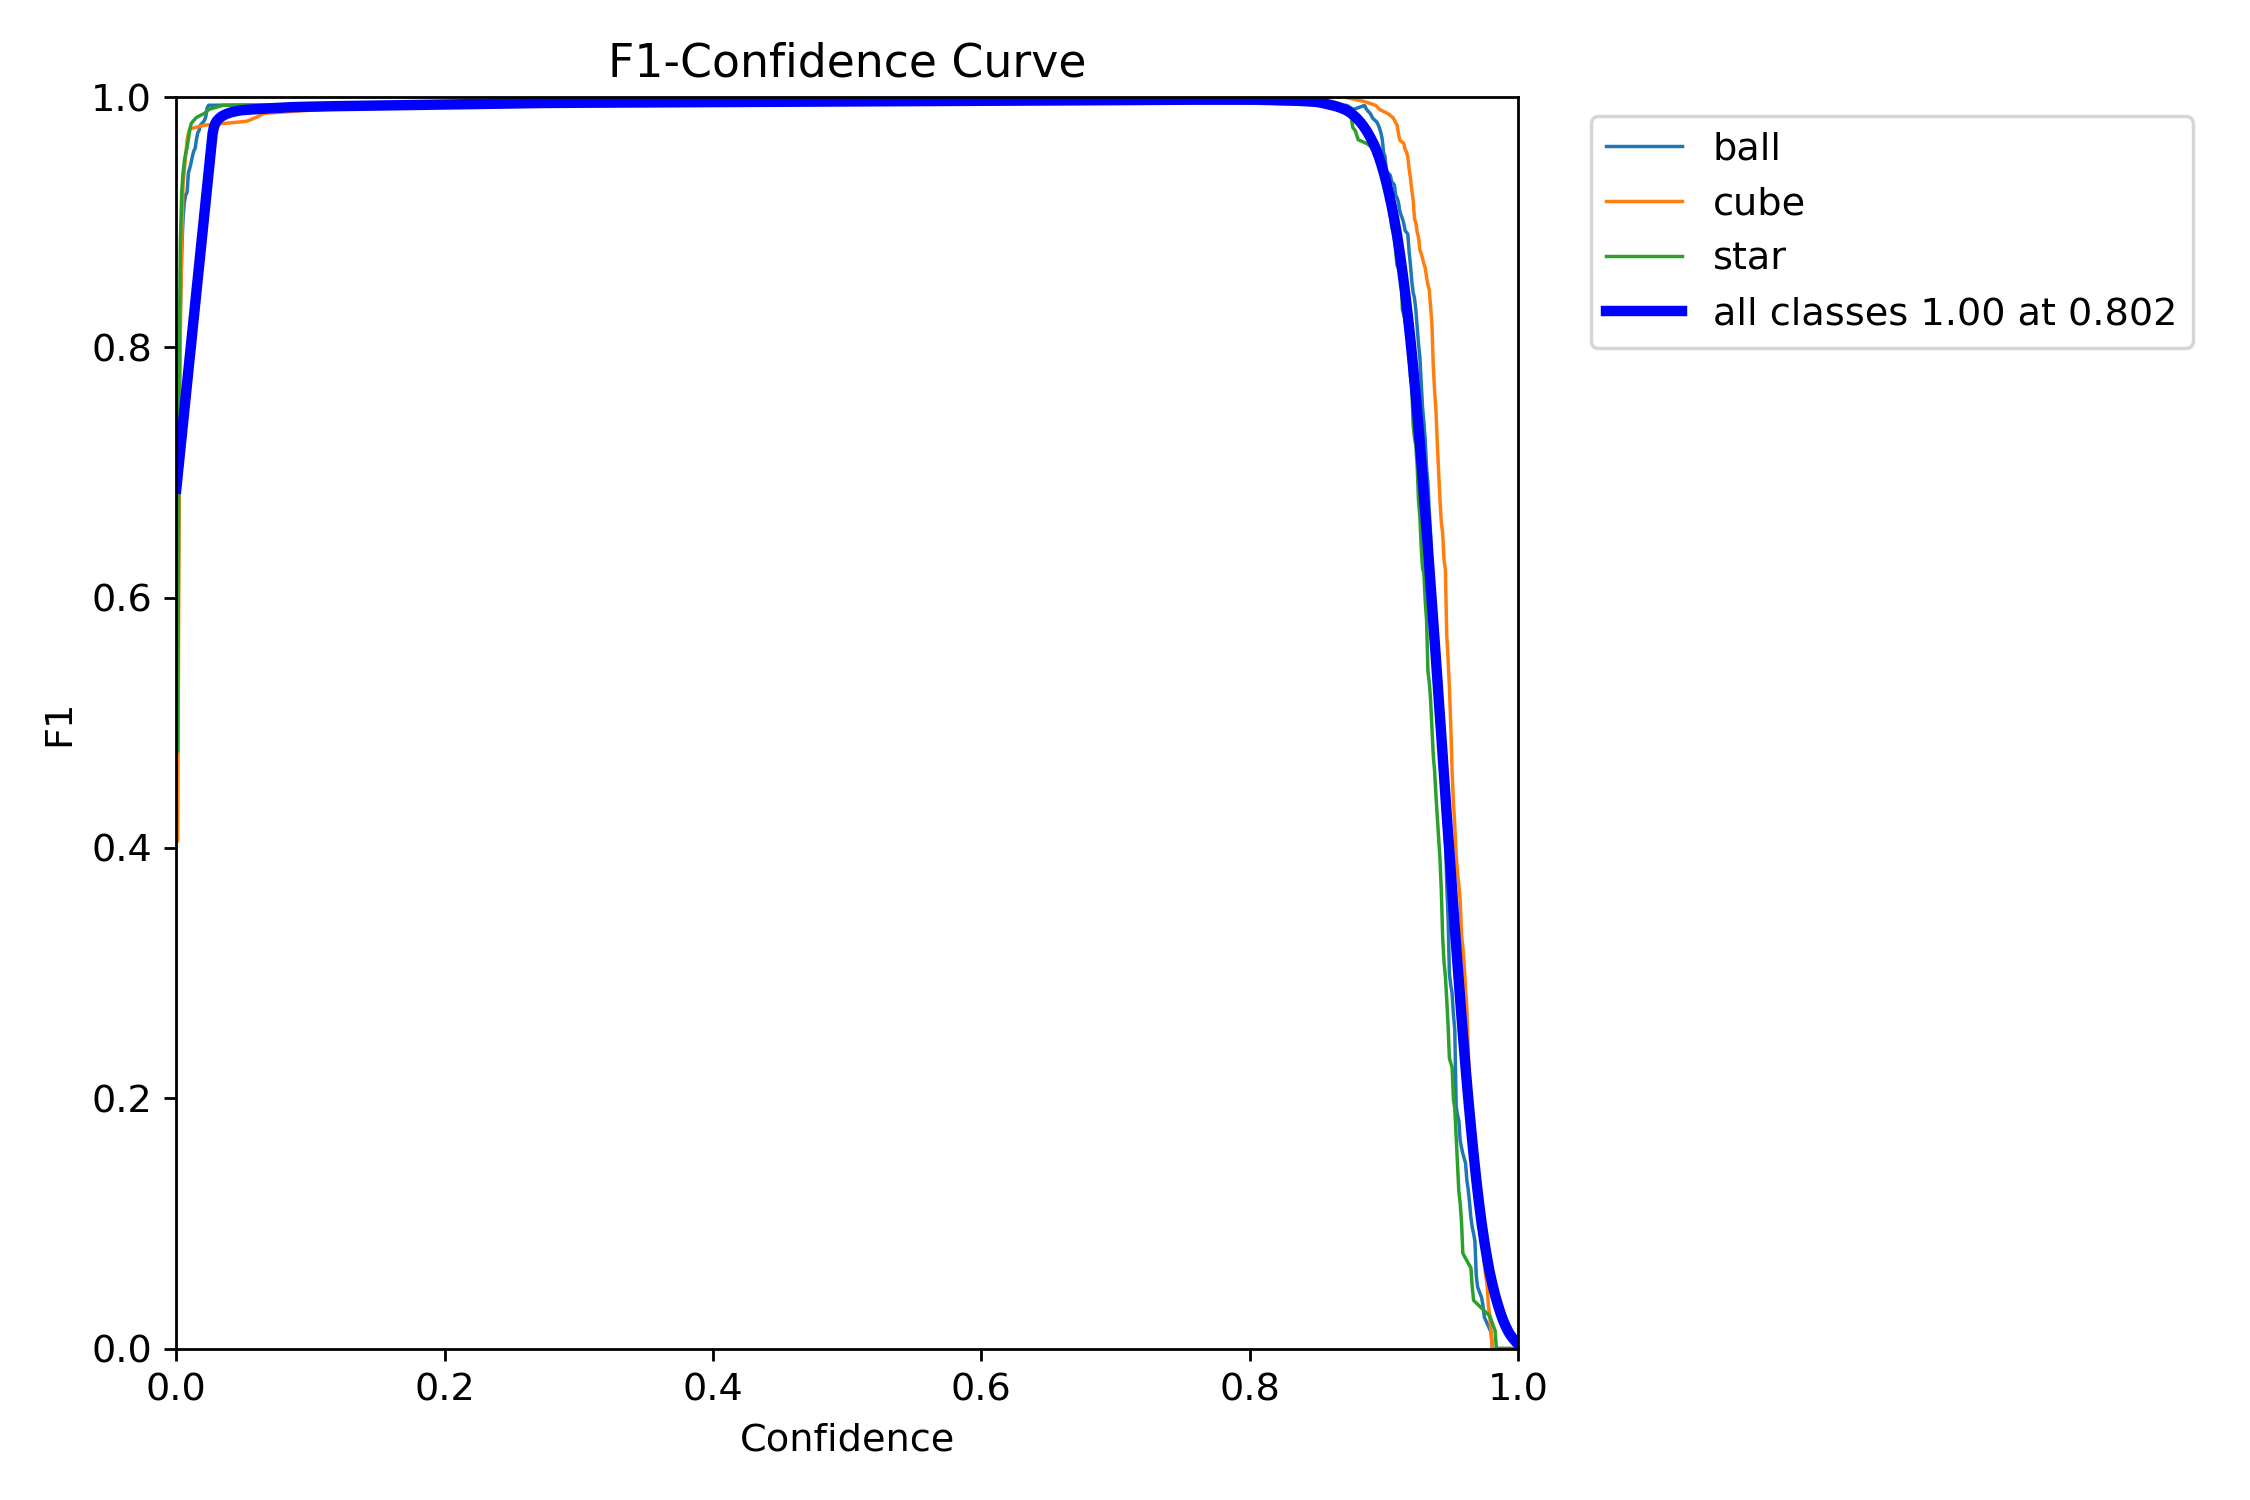 F1-Confidence Curve
1.0
0.8
0.6
0.4
0.2
0.0
F1
0.0 0.2 0.4 0.6 0.8 1.0
Confidence
ball
cube
star
all classes 1.00 at 0.802